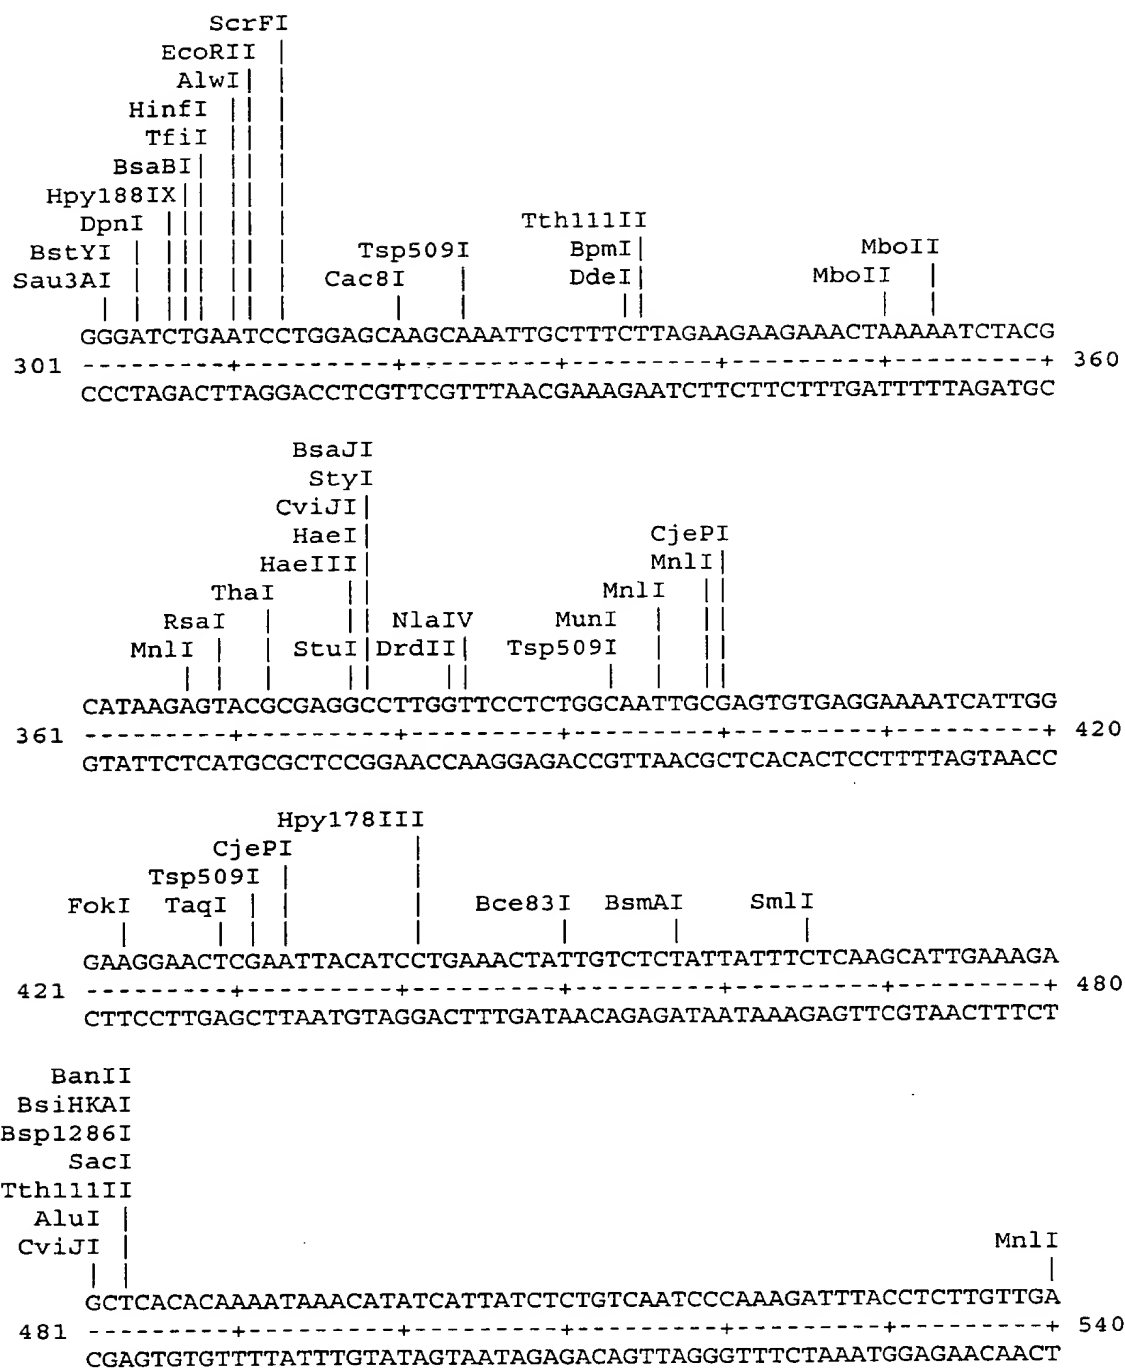 ScrFI
EcoRII |
AlwI| |
HinfI || |
TfiI || |
BsaBI| || |
Hpy188IX|| || |
DpnI ||| || | Tth111II
BstYI | ||| || | Tsp509I BpmI| MboII
Sau3AI | ||| || | Cac8I | DdeI| MboII |
| | ||| || | | | || | |
GGGATCTGAATCCTGGAGCAAGCAAATTGCTTTCTTAGAAGAAGAAACTAAAAATCTACG
301 ---------+---------+---------+---------+---------+---------+ 360
CCCTAGACTTAGGACCTCGTTCGTTTAACGAAAGAATCTTCTTCTTTGATTTTTAGATGC
BsaJI
StyI
CviJI|
HaeI| CjePI
HaeIII| MnlI|
ThaI || MnlI ||
RsaI | || NlaIV MunI | ||
MnlI | | StuI|DrdII| Tsp509I | ||
| | | || || | | ||
CATAAGAGTACGCGAGGCCTTGGTTCCTCTGGCAATTGCGAGTGTGAGGAAAATCATTGG
361 ---------+---------+---------+---------+---------+---------+ 420
GTATTCTCATGCGCTCCGGAACCAAGGAGACCGTTAACGCTCACACTCCTTTTAGTAACC
Hpy178III
CjePI |
Tsp509I | |
FokI TaqI | | | Bce83I BsmAI SmlI
| | | | | | | |
GAAGGAACTCGAATTACATCCTGAAACTATTGTCTCTATTATTTCTCAAGCATTGAAAGA
421 ---------+---------+---------+---------+---------+---------+ 480
CTTCCTTGAGCTTAATGTAGGACTTTGATAACAGAGATAATAAAGAGTTCGTAACTTTCT
BanII
BsiHKAI
Bsp1286I
SacI
Tth111II
AluI |
CviJI | MnlI
| | |
GCTCACACAAAATAAACATATCATTATCTCTGTCAATCCCAAAGATTTACCTCTTGTTGA
481 ---------+---------+---------+---------+---------+---------+ 540
CGAGTGTGTTTTATTTGTATAGTAATAGAGACAGTTAGGGTTTCTAAATGGAGAACAACT